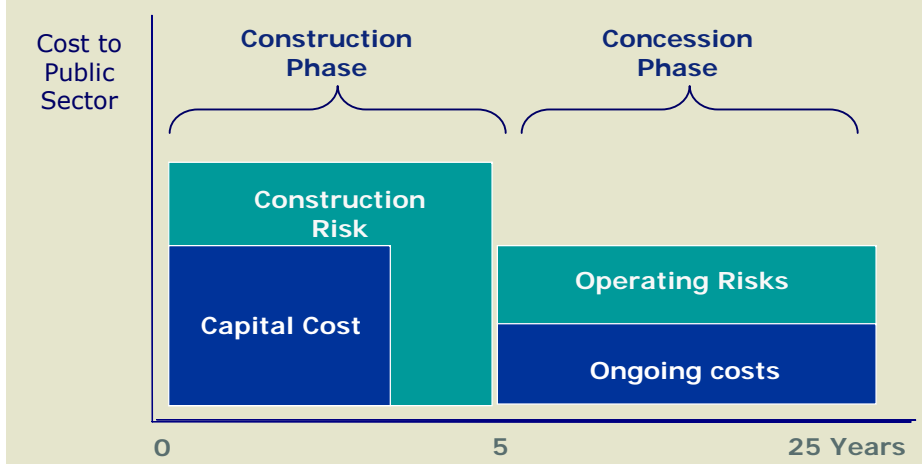 Cost to
Public
Sector
Construction
Phase
Concession
Phase
Construction
Risk
Capital Cost
Operating Risks
Ongoing costs
0
5
25 Years